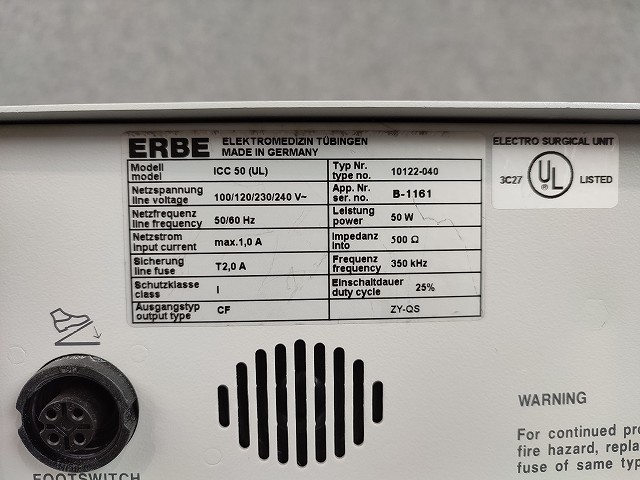 ERBE ELEKTROMEDIZIN TÜBINGEN
MADE IN GERMANY
Modell
model
ICC 50 (UL)
Typ Nr.
type no.
10122-040
Netzspannung
line voltage
100/120/230/240 V~
App. Nr.
ser. no.
B-1161
Netzfrequenz
line frequency
50/60 Hz
Leistung
power
50 W
Netzstrom
input current
max.1,0 A
Impedanz
into
500 Ω
Sicherung
line fuse
T2,0 A
Frequenz
frequency
350 kHz
Schutzklasse
class
I
Einschaltdauer
duty cycle
25%
Ausgangstyp
output type
CF
ZY-QS
ELECTRO SURGICAL UNIT
3C27 UL ® LISTED
FOOTSWITCH
WARNING
For continued pro
fire hazard, repla
fuse of same typ